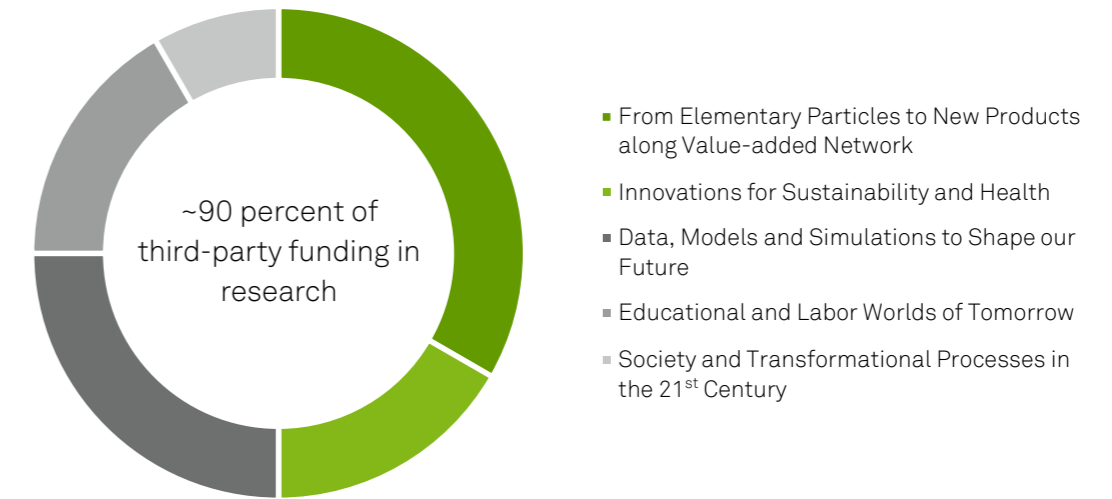 ~90 percent of
third-party funding in
research
From Elementary Particles to New Products
along Value-added Network
Innovations for Sustainability and Health
Data, Models and Simulations to Shape our
Future
Educational and Labor Worlds of Tomorrow
Society and Transformational Processes in
the 21st Century